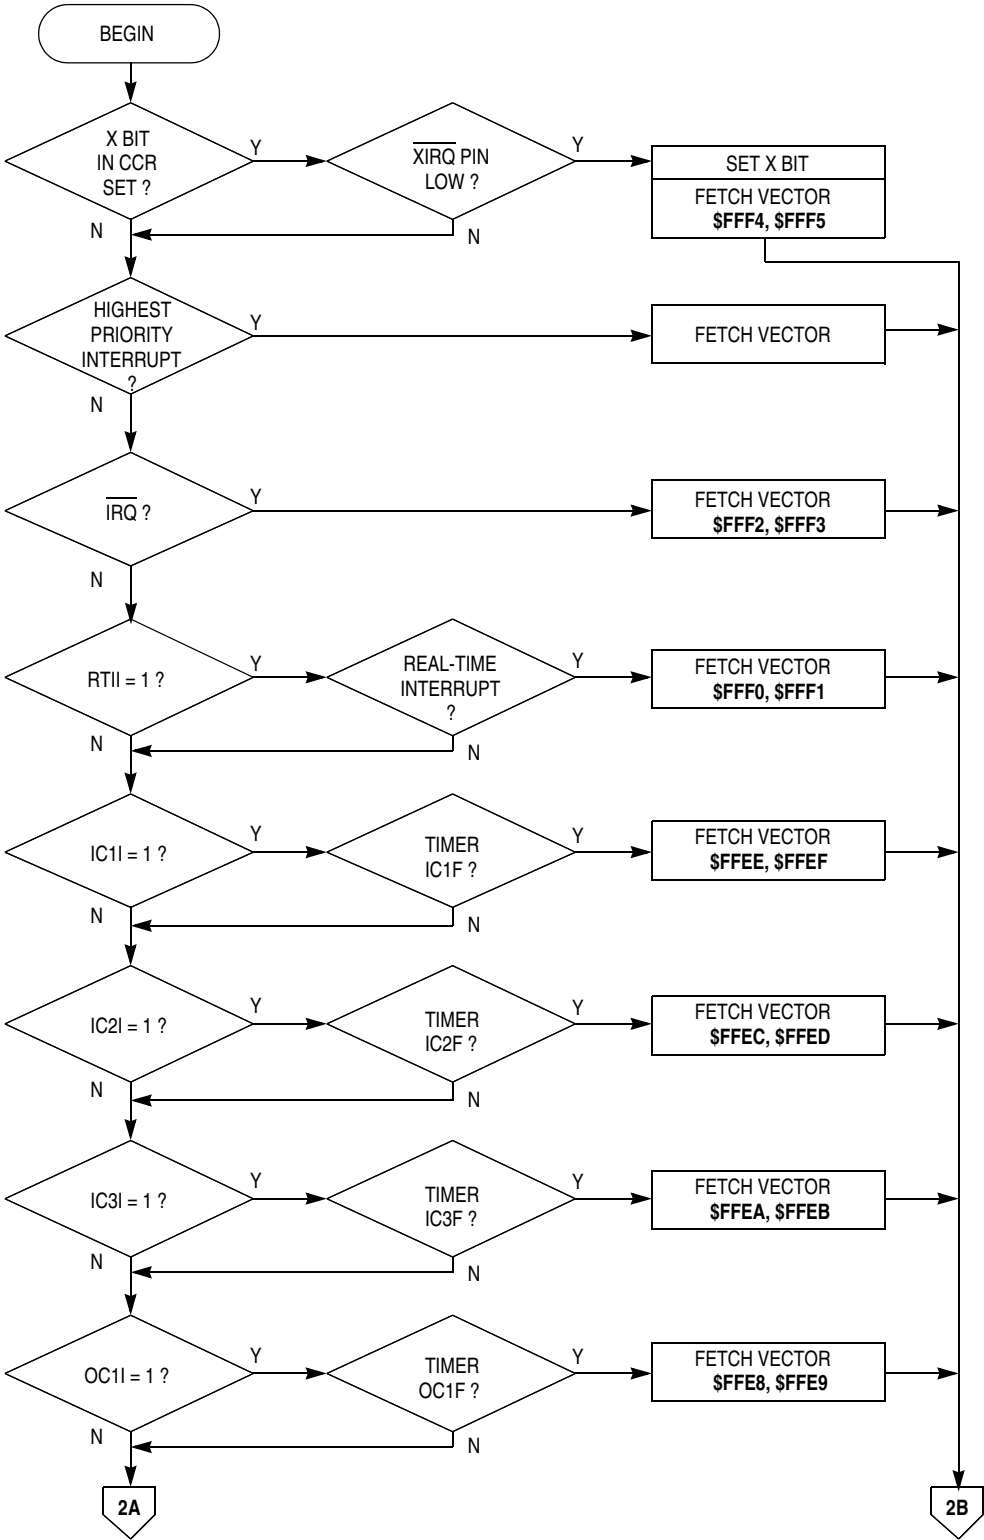 BEGIN
X BIT
IN CCR
SET ?
Y
XIRQ PIN
LOW ?
Y
SET X BIT
FETCH VECTOR
$FFF4, $FFF5
N
N
HIGHEST
PRIORITY
INTERRUPT
?
Y
FETCH VECTOR
N
IRQ ?
Y
FETCH VECTOR
$FFF2, $FFF3
N
RTII = 1 ?
Y
REAL-TIME
INTERRUPT
?
Y
FETCH VECTOR
$FFF0, $FFF1
N
N
IC1I = 1 ?
Y
TIMER
IC1F ?
Y
FETCH VECTOR
$FFEE, $FFEF
N
N
IC2I = 1 ?
Y
TIMER
IC2F ?
Y
FETCH VECTOR
$FFEC, $FFED
N
N
IC3I = 1 ?
Y
TIMER
IC3F ?
Y
FETCH VECTOR
$FFEA, $FFEB
N
N
OC1I = 1 ?
Y
TIMER
OC1F ?
Y
FETCH VECTOR
$FFE8, $FFE9
N
N
2A
2B